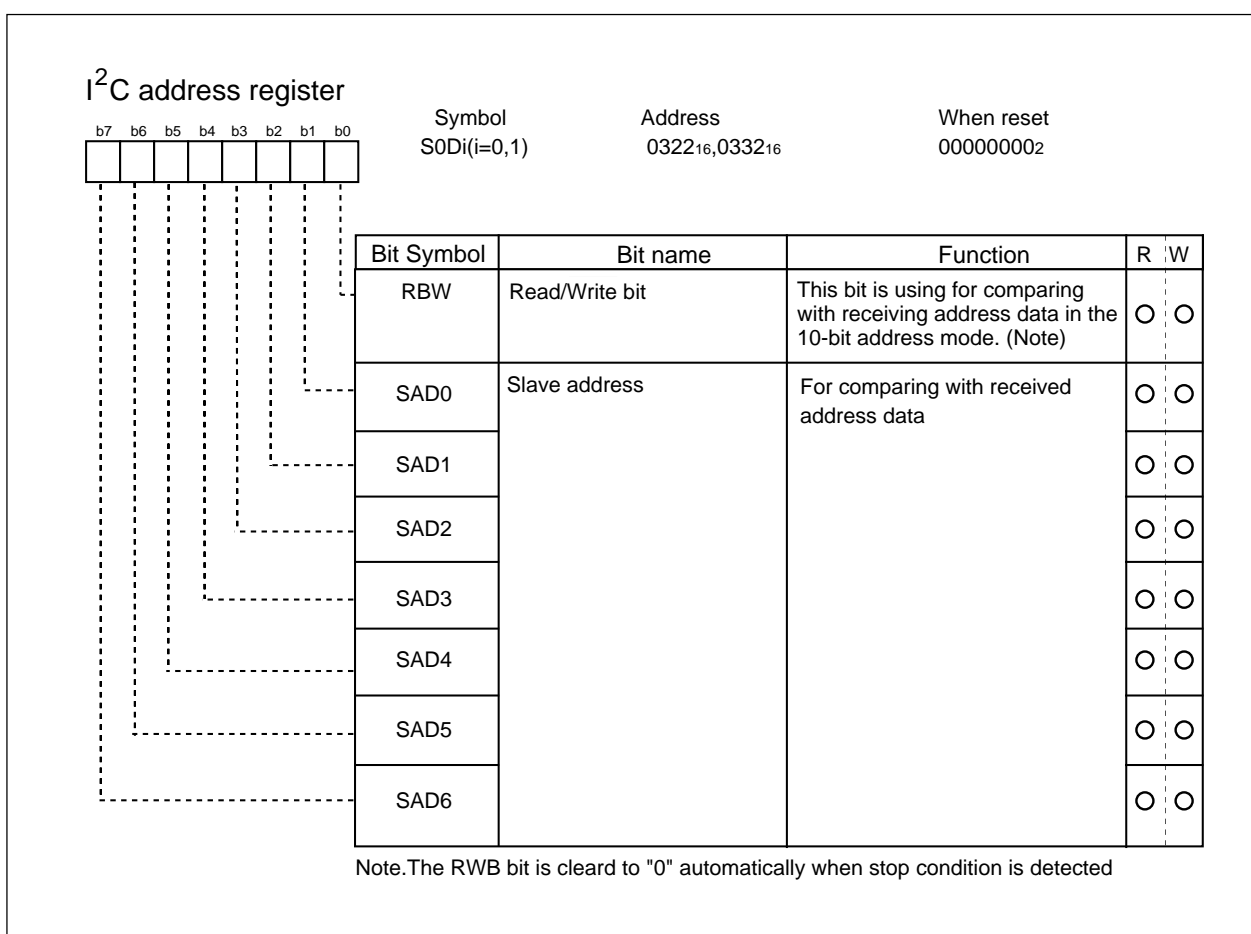 I2C address register
Symbol Address When reset
b7 b6 b5 b4 b3 b2 b1 b0
S0Di(i=0,1) 032216,033216 000000002
Bit Symbol Bit name Function R W
RBW Read/Write bit This bit is using for comparing
with receiving address data in the
10-bit address mode. (Note)
SAD0 Slave address For comparing with received
address data
SAD1
SAD2
SAD3
SAD4
SAD5
SAD6
Note.The RWB bit is cleard to "0" automatically when stop condition is detected